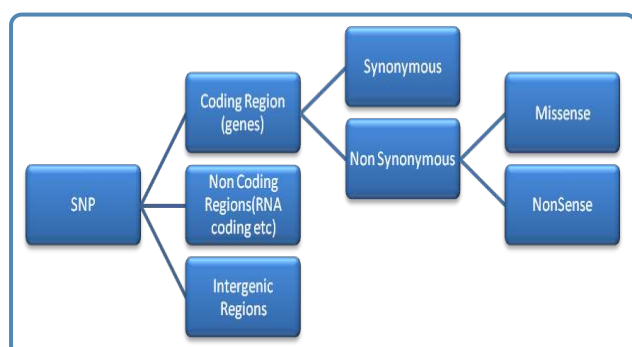 SNP
Coding Region
(genes)
Non Coding
Regions(RNA
coding etc)
Intergenic
Regions
Synonymous
Non Synonymous
Missense
NonSense